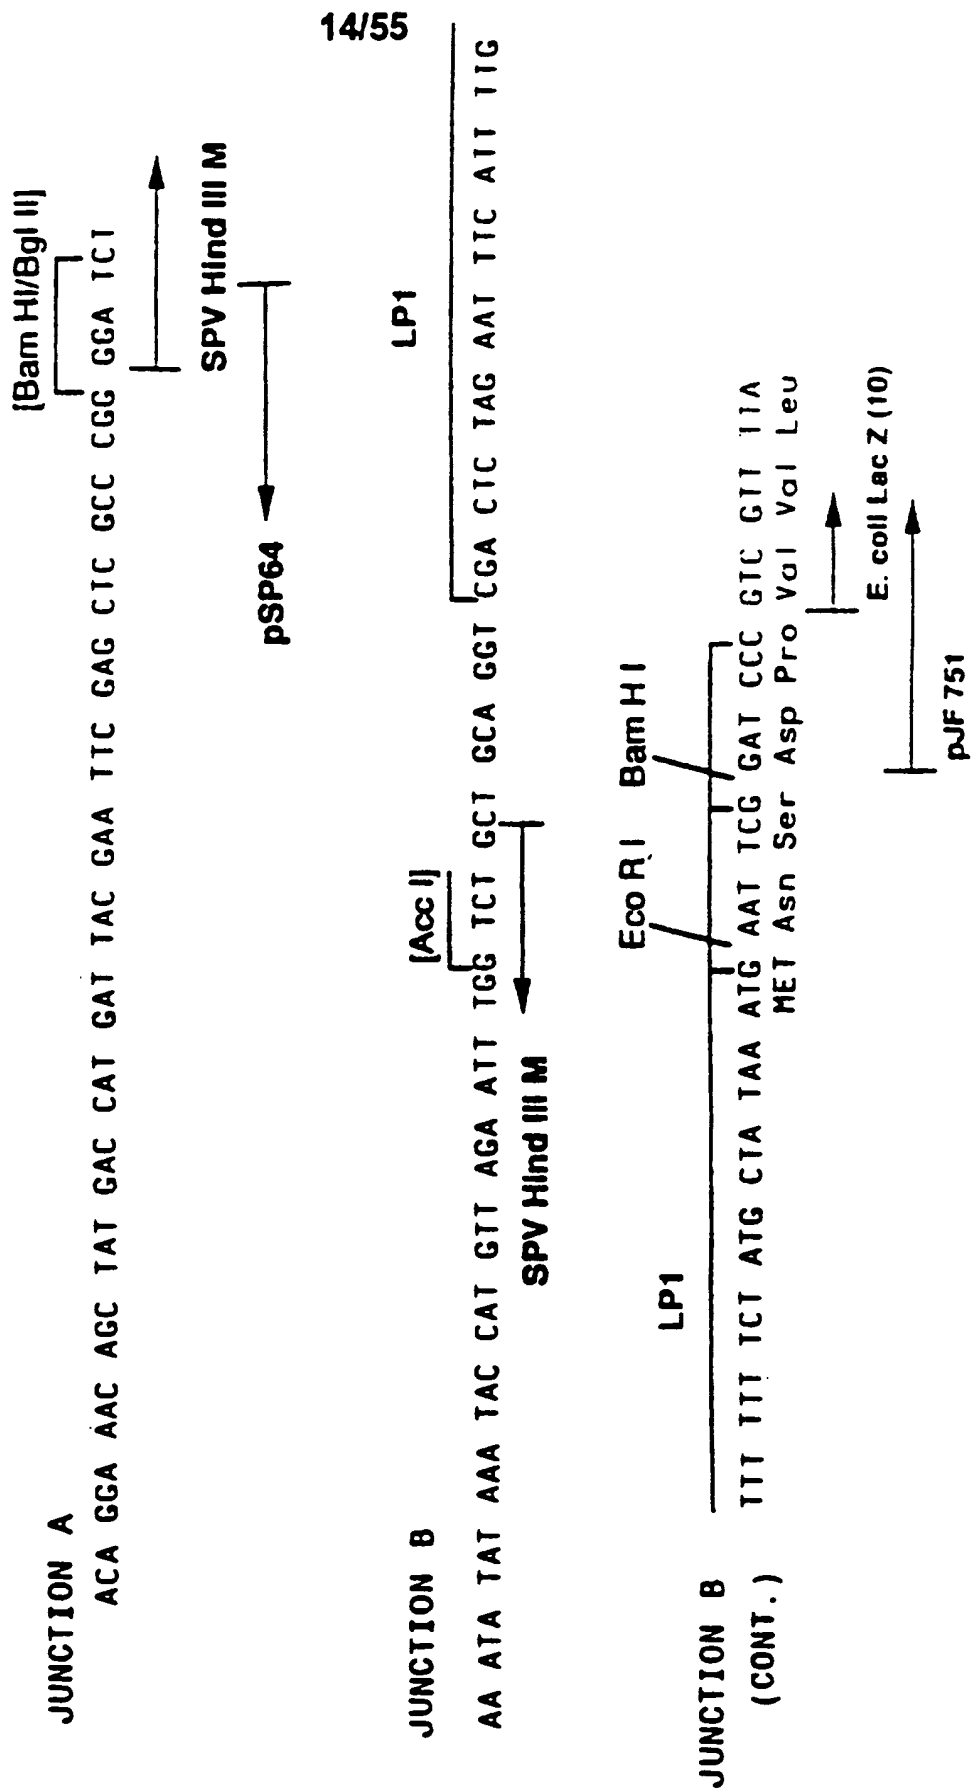 14/55
JUNCTION A
[Bam HI/Bgl II]
ACA GGA AAC AGC TAT GAC CAT GAT TAC GAA TTC GAG CTC GCC CGG GGA TCT
SPV Hind III M
pSP64
JUNCTION B
[Acc I]
LP1
AA ATA TAT AAA TAC CAT GTT AGA ATT TGG TCT GCT GCA GGT CGA CTC TAG AAT TTC ATT TTG
SPV Hind III M
JUNCTION B
(CONT.)
LP1
Eco RI
Bam HI
TTT TTT TCT ATG CTA TAA ATG AAT TCG GAT CCC GTC GTT TTA
MET Asn Ser Asp Pro Val Val Leu
E. coli Lac Z (10)
pJF 751